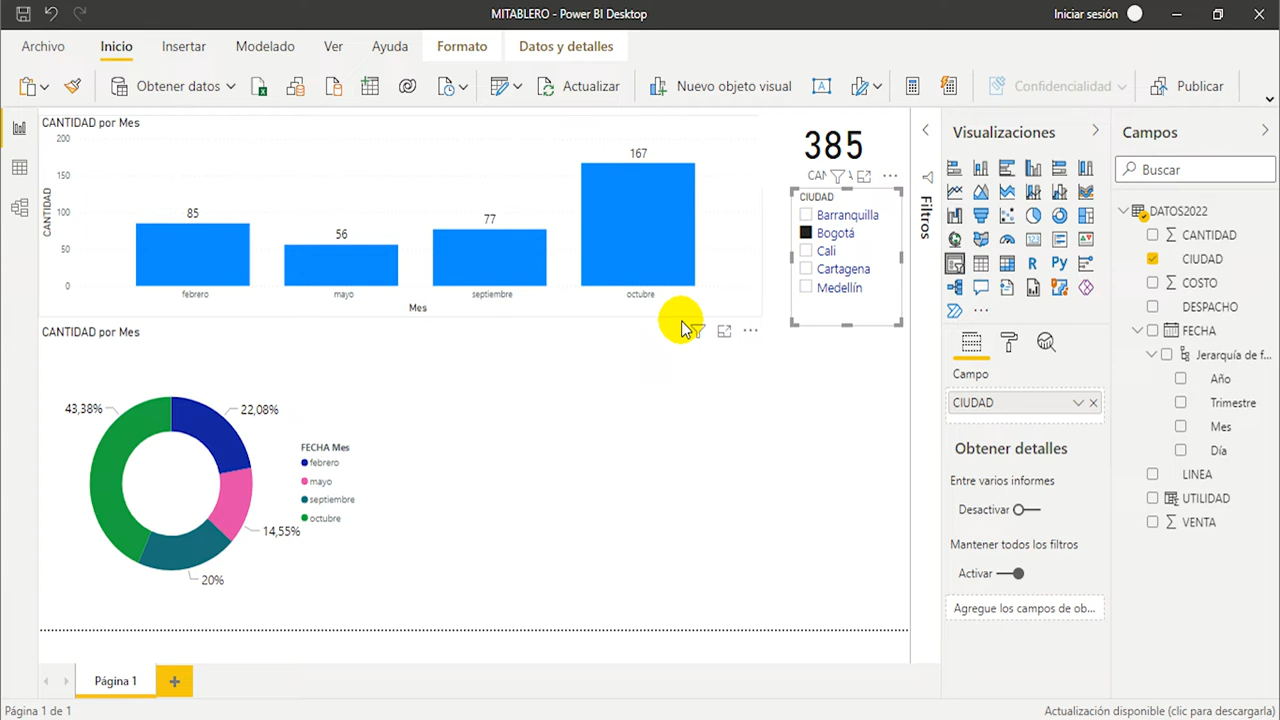 MITABLERO - Power BI Desktop
Iniciar sesión
Archivo
Inicio
Insertar
Modelado
Ver
Ayuda
Formato
Datos y detalles
Obtener datos
Actualizar
Nuevo objeto visual
Confidencialidad
Publicar
CANTIDAD por Mes
200
150
100
50
0
CANTIDAD
85
56
77
167
febrero
mayo
septiembre
octubre
Mes
385
CIUDAD
Barranquilla
Bogotá
Cali
Cartagena
Medellín
CANTIDAD por Mes
43,38%
22,08%
14,55%
20%
FECHA Mes
febrero
mayo
septiembre
octubre
Filtros
Visualizaciones
R
Py
Campo
CIUDAD
Obtener detalles
Entre varios informes
Desactivar
Mantener todos los filtros
Activar
Agregue los campos de ob...
Campos
Buscar
DATOS2022
CANTIDAD
CIUDAD
COSTO
DESPACHO
FECHA
Jerarquía de f...
Año
Trimestre
Mes
Día
LINEA
UTILIDAD
VENTA
Página 1
Página 1 de 1
Actualización disponible (clic para descargarla)